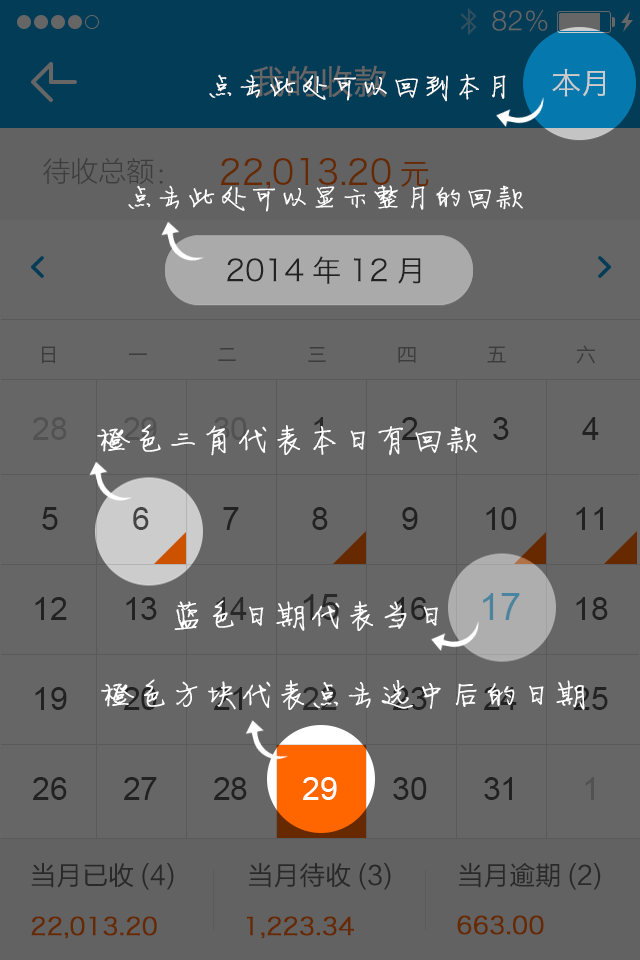 82%
我的收款
点击此处可以回到本月
本月
待收总额：
22,013.20 元
点击此处可以显示整月的回款
2014 年 12 月
日 一 二 三 四 五 六
28 29 30 1 2 3 4
橙色三角代表本日有回款
5 6 7 8 9 10 11
12 13 14 15 16 17 18
蓝色日期代表当日
19 20 21 22 23 24 25
橙色方块代表点击选中后的日期
26 27 28 29 30 31 1
当月已收 (4) 当月待收 (3) 当月逾期 (2)
22,013.20 1,223.34 663.00